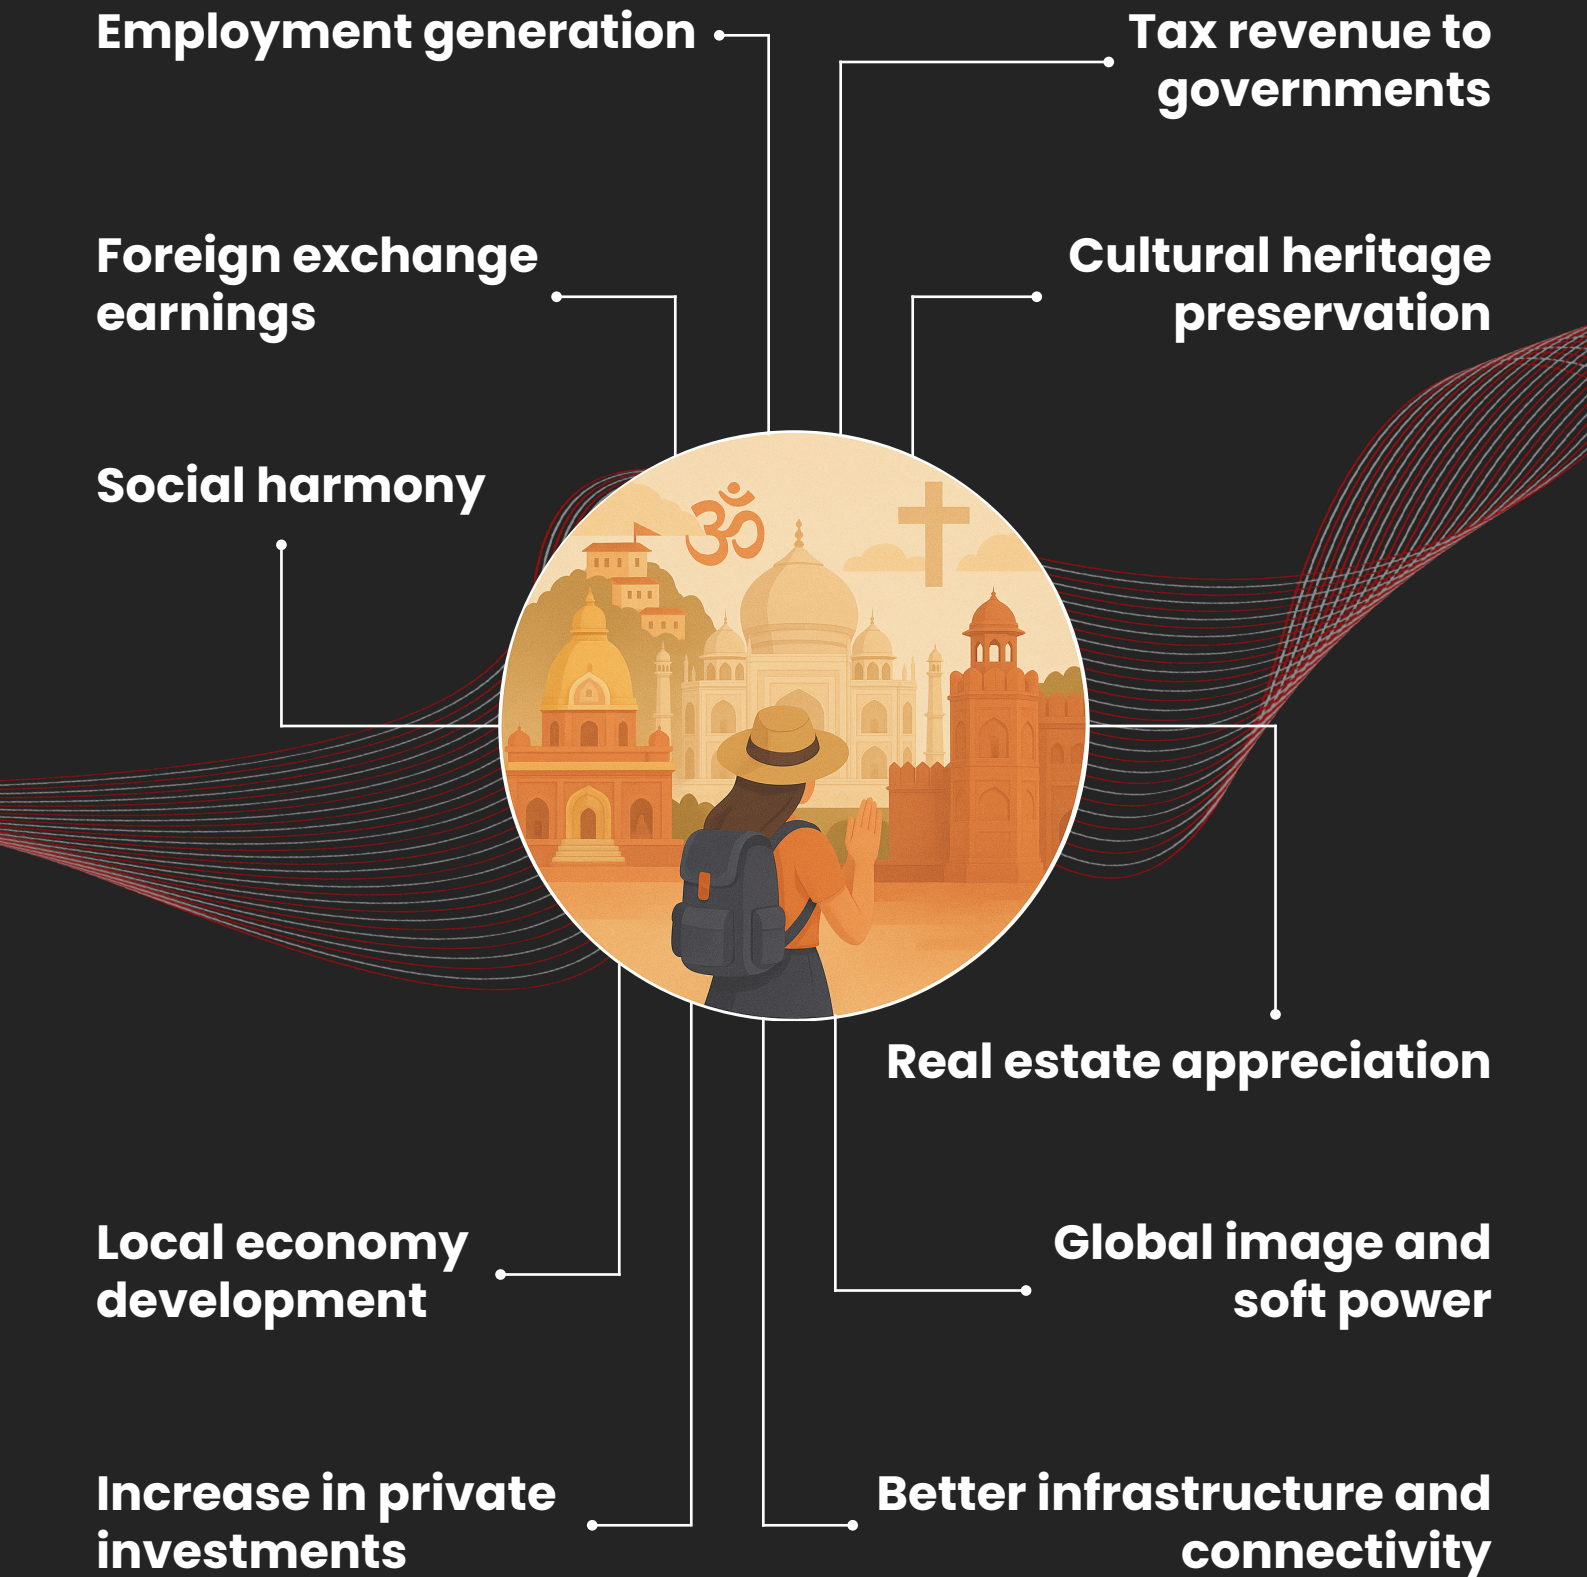 Employment generation
Tax revenue to
governments
Foreign exchange
earnings
Cultural heritage
preservation
Social harmony
ॐ
Real estate appreciation
Local economy
development
Global image and
soft power
Increase in private
investments
Better infrastructure and
connectivity